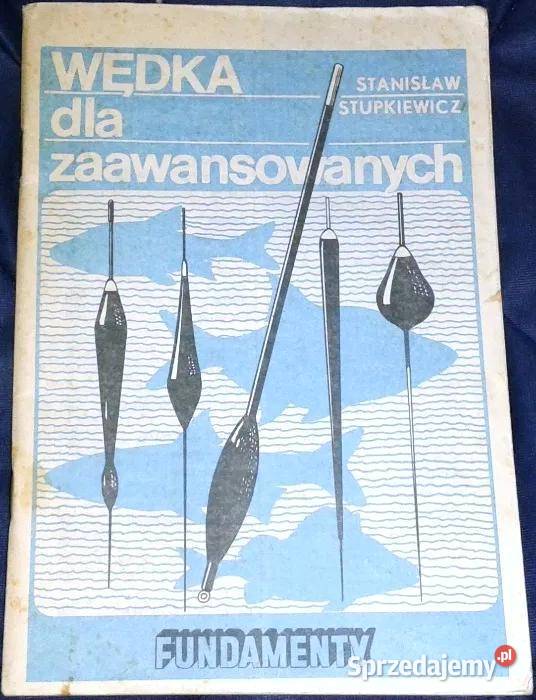 WĘDKA
dla
zaawansowanych
STANISŁAW
STUPKIEWICZ
FUNDAMENTY
Sprzedajemy.pl